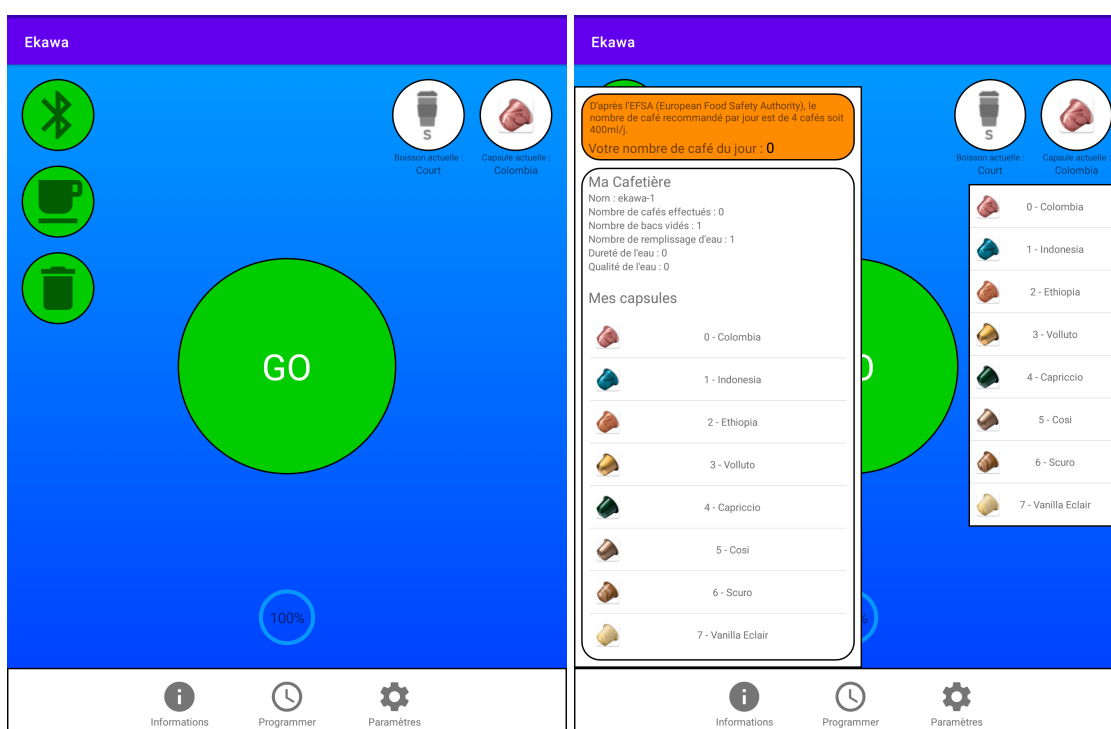 Ekawa
S
Boisson actuelle :
Court
Capsule actuelle :
Colombia
GO
100%
Informations
Programmer
Paramètres
Ekawa
D'après l'EFSA (European Food Safety Authority), le
nombre de café recommandé par jour est de 4 cafés soit
400ml/j.
Votre nombre de café du jour : 0
Ma Cafetière
Nom : ekawa-1
Nombre de cafés effectués : 0
Nombre de bacs vidés : 1
Nombre de remplissage d'eau : 1
Dureté de l'eau : 0
Qualité de l'eau : 0
Mes capsules
0 - Colombia
1 - Indonesia
2 - Ethiopia
3 - Volluto
4 - Capriccio
5 - Cosi
6 - Scuro
7 - Vanilla Eclair
S
Boisson actuelle :
Court
Capsule actuelle :
Colombia
0 - Colombia
1 - Indonesia
2 - Ethiopia
3 - Volluto
4 - Capriccio
5 - Cosi
6 - Scuro
7 - Vanilla Eclair
O
%
Informations
Programmer
Paramètres